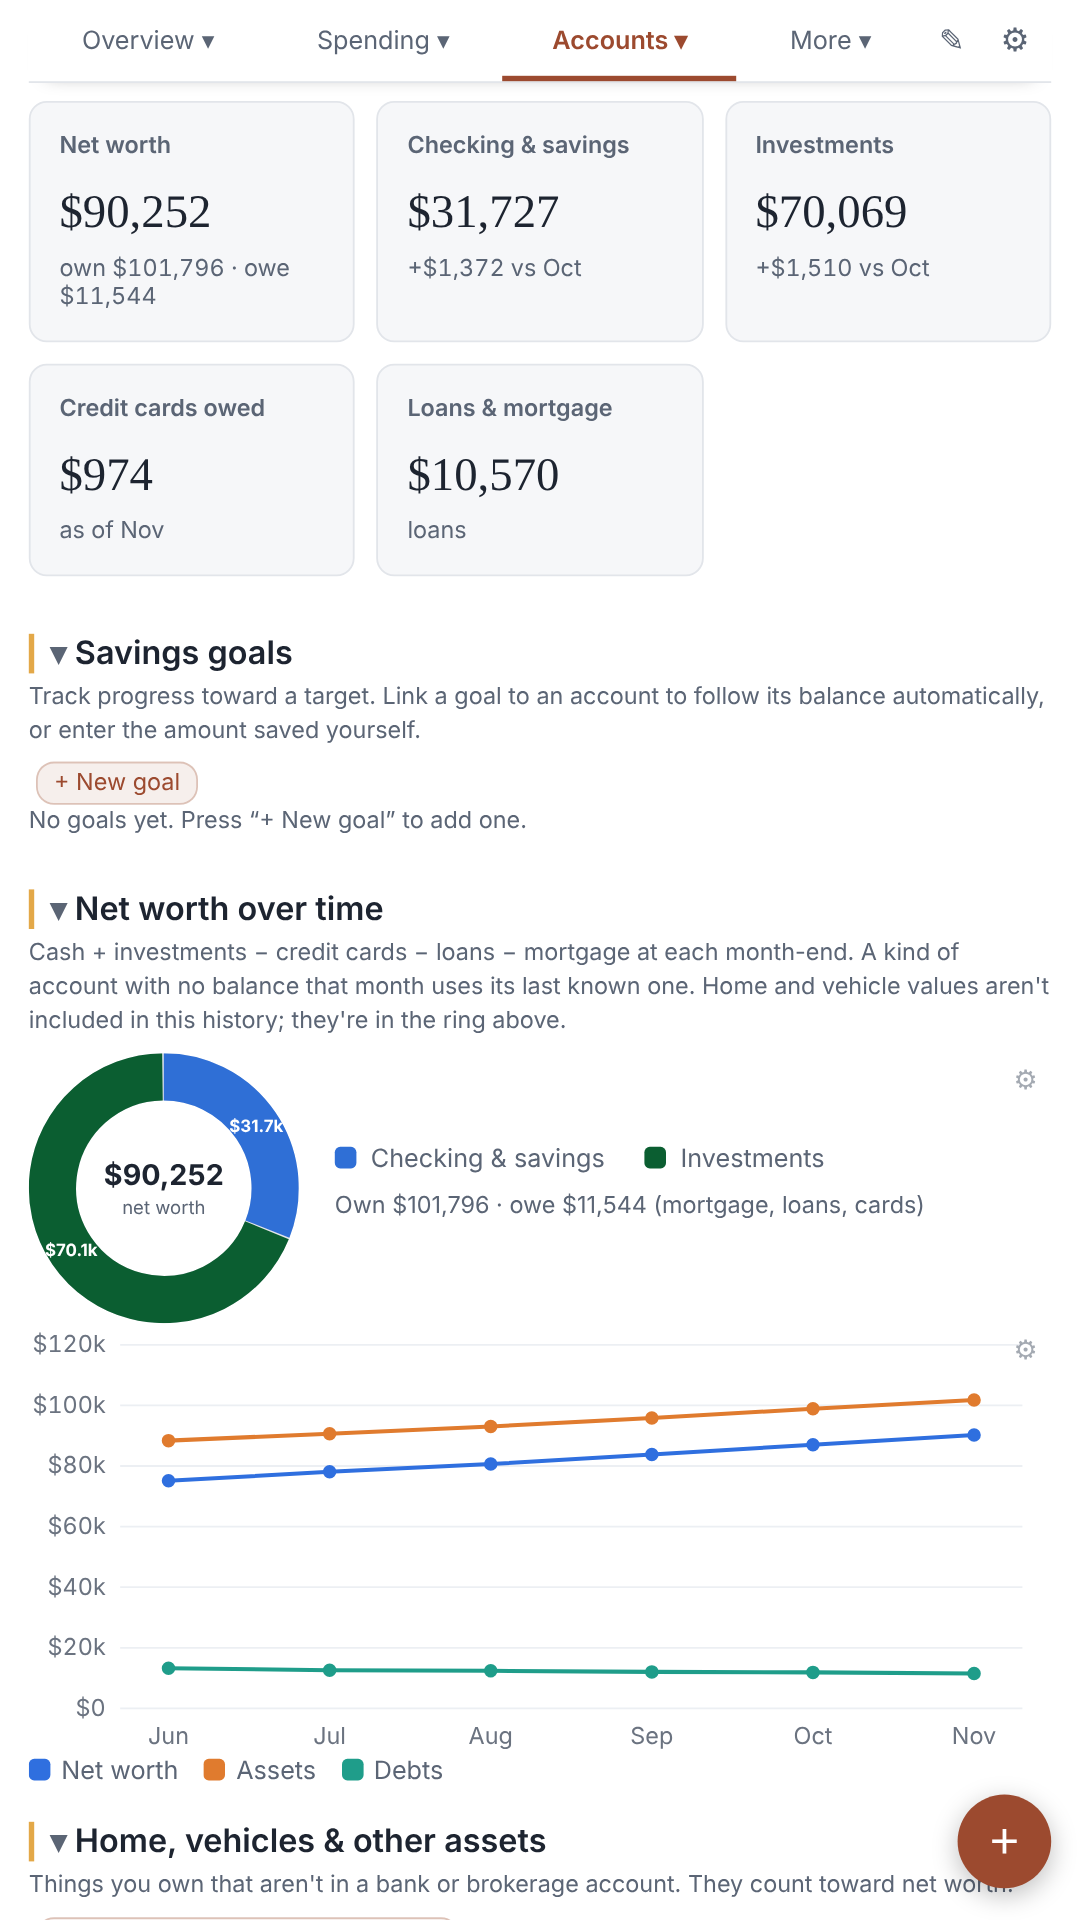 Overview ▾ Spending ▾ Accounts ▾ More ▾ ✎ ⚙
Net worth
$90,252
own $101,796 · owe
$11,544
Checking & savings
$31,727
+$1,372 vs Oct
Investments
$70,069
+$1,510 vs Oct
Credit cards owed
$974
as of Nov
Loans & mortgage
$10,570
loans
▾ Savings goals
Track progress toward a target. Link a goal to an account to follow its balance automatically,
or enter the amount saved yourself.
+ New goal
No goals yet. Press “+ New goal” to add one.
▾ Net worth over time
Cash + investments − credit cards − loans − mortgage at each month-end. A kind of
account with no balance that month uses its last known one. Home and vehicle values aren't
included in this history; they're in the ring above.
$31.7k
$90,252
net worth
$70.1k
Checking & savings Investments
Own $101,796 · owe $11,544 (mortgage, loans, cards)
$120k
$100k
$80k
$60k
$40k
$20k
$0
Jun Jul Aug Sep Oct Nov
Net worth Assets Debts
▾ Home, vehicles & other assets
+
Things you own that aren't in a bank or brokerage account. They count toward net worth.